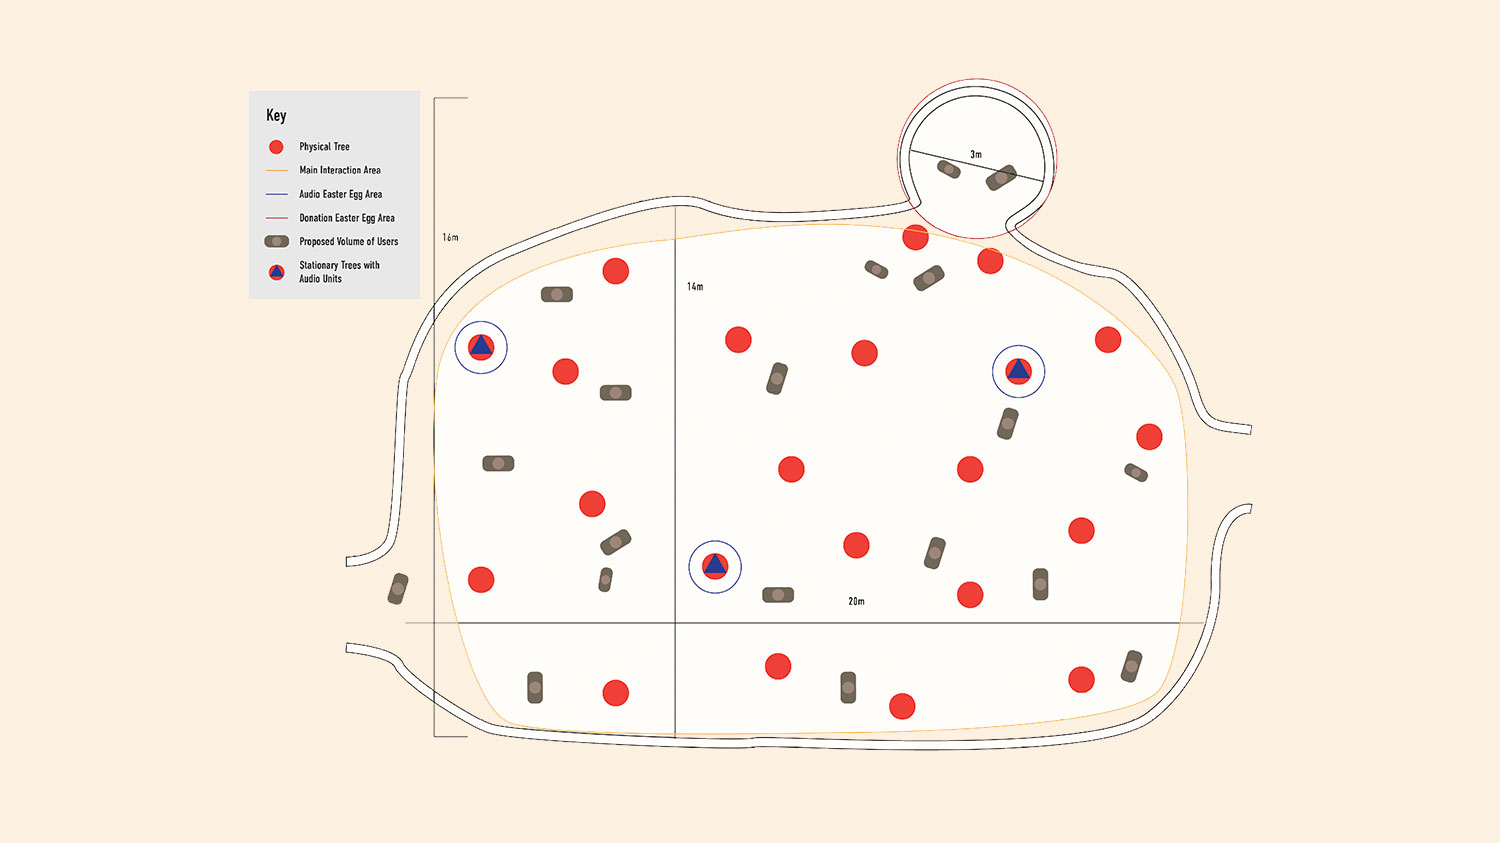 Key
Physical Tree
Main Interaction Area
Audio Easter Egg Area
Donation Easter Egg Area
Proposed Volume of Users
Stationary Trees with
Audio Units
3m
16m
14m
20m